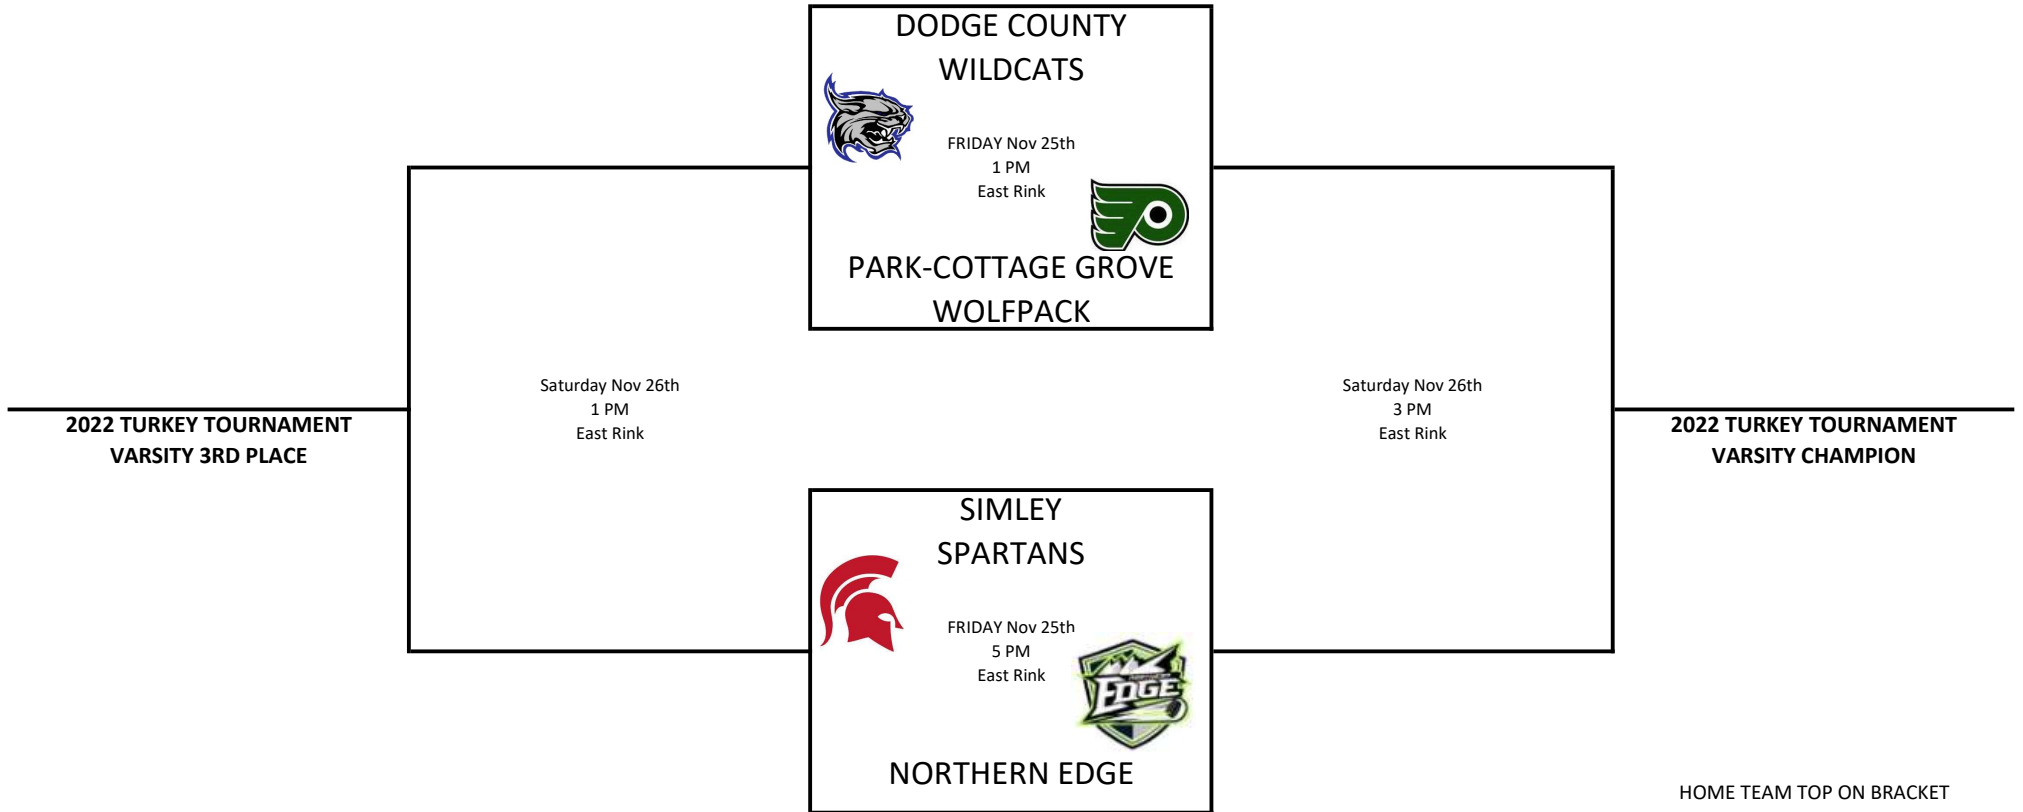 DODGE COUNTY
WILDCATS
FRIDAY Nov 25th
1 PM
East Rink
PARK-COTTAGE GROVE
WOLFPACK
Saturday Nov 26th
1 PM
East Rink
Saturday Nov 26th
3 PM
East Rink
2022 TURKEY TOURNAMENT
VARSITY 3RD PLACE
2022 TURKEY TOURNAMENT
VARSITY CHAMPION
SIMLEY
SPARTANS
FRIDAY Nov 25th
5 PM
East Rink
EDGE
NORTHERN EDGE
HOME TEAM TOP ON BRACKET